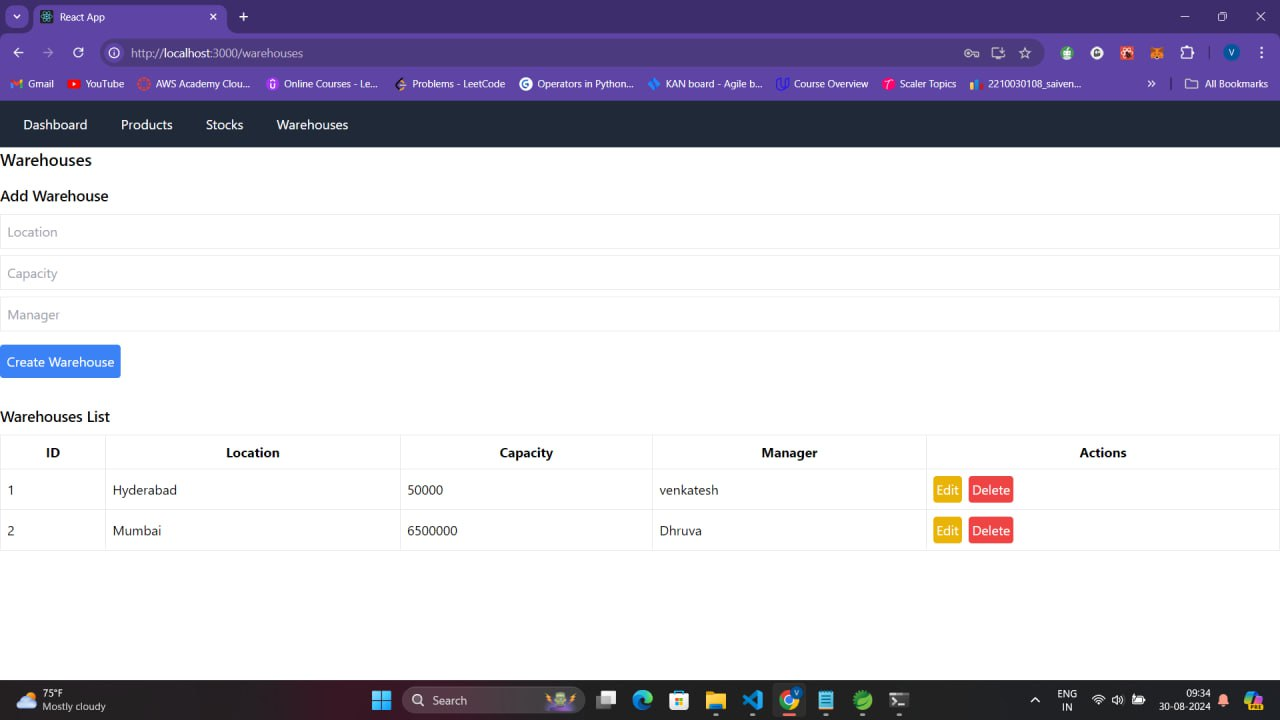 React App
http://localhost:3000/warehouses
V
Gmail YouTube AWS Academy Clou... Online Courses - Le... Problems - LeetCode Operators in Python... KAN board - Agile b... Course Overview Scaler Topics 2210030108_saiven... » All Bookmarks
Dashboard Products Stocks Warehouses
Warehouses
Add Warehouse
Location
Capacity
Manager
Create Warehouse
Warehouses List
ID Location Capacity Manager Actions
1 Hyderabad 50000 venkatesh Edit Delete
2 Mumbai 6500000 Dhruva Edit Delete
75°F
Mostly cloudy
Search
ENG
IN
09:34
30-08-2024